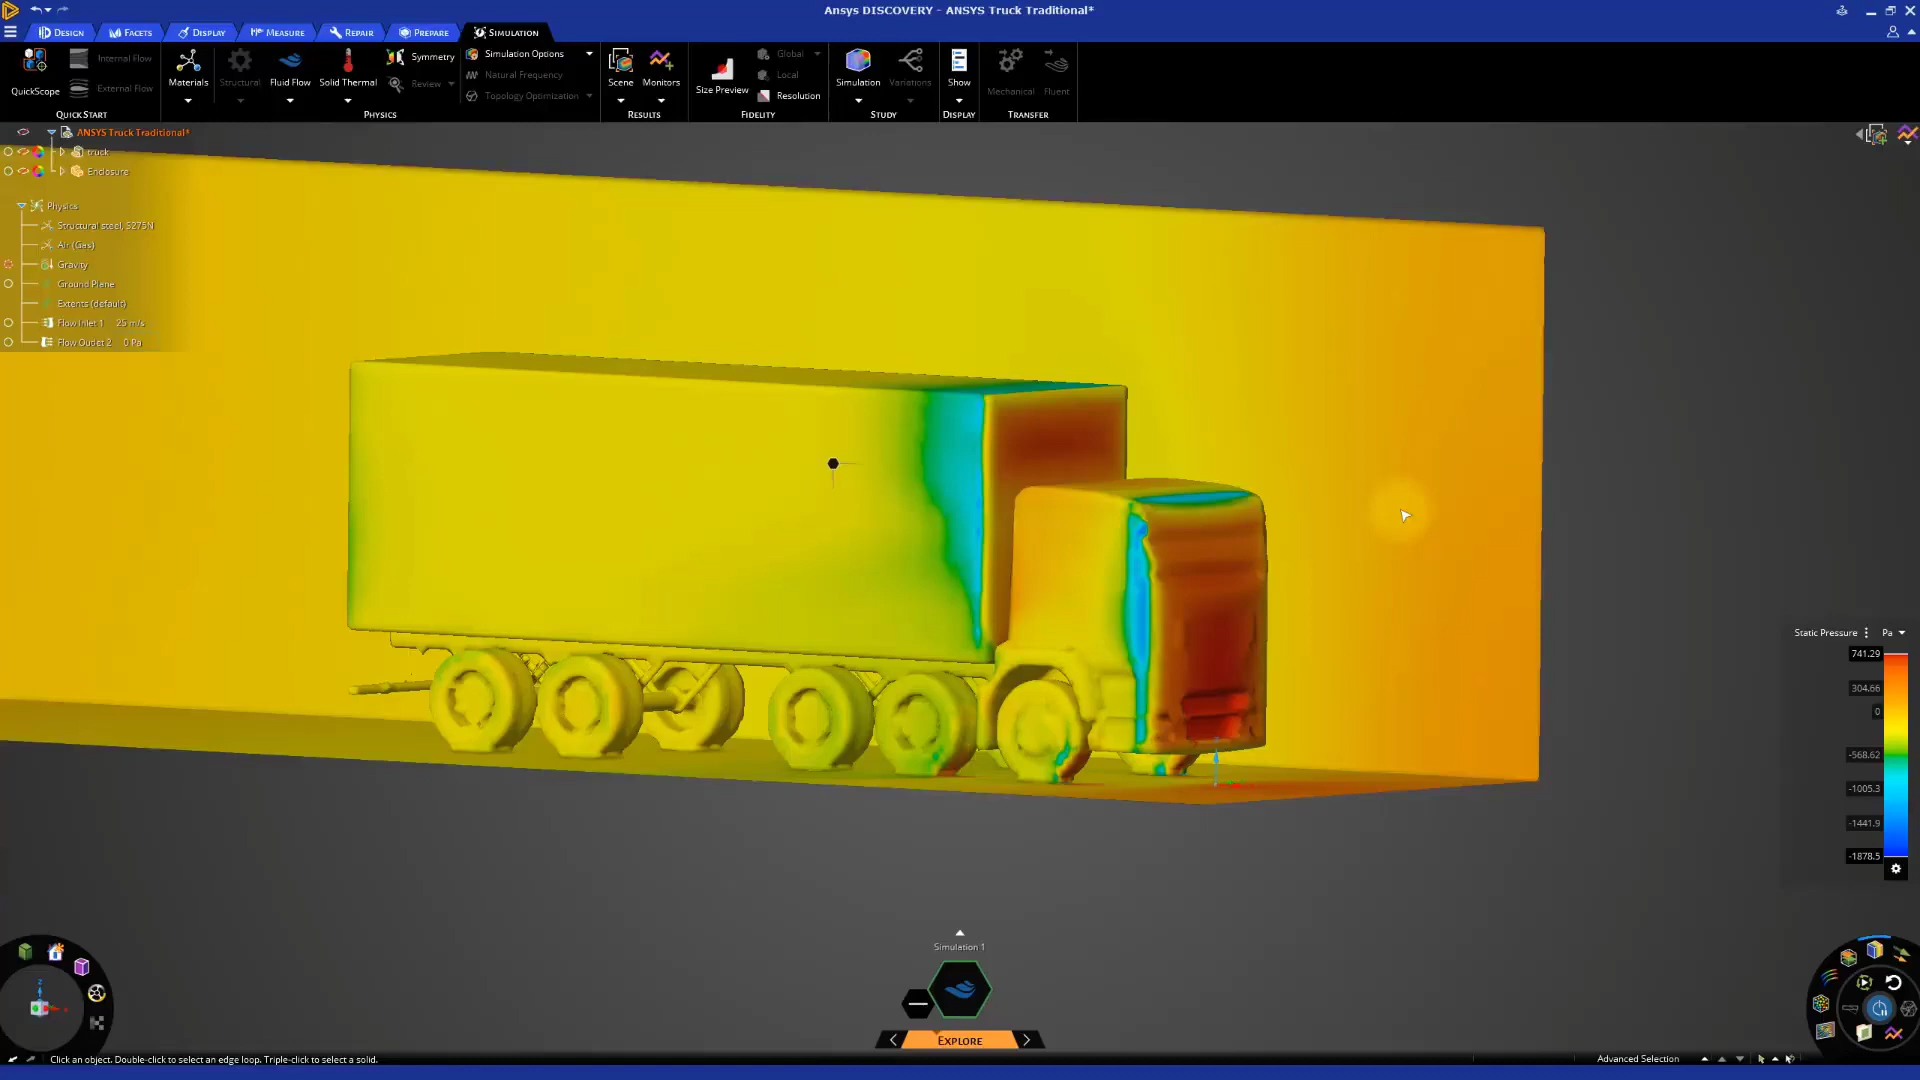 Ansys DISCOVERY - ANSYS Truck Traditional*
DESIGN
FACETS
DISPLAY
MEASURE
REPAIR
PREPARE
SIMULATION
QuickScope
Internal Flow
External Flow
QUICK START
Materials
Structural
Fluid Flow
Solid Thermal
Symmetry
Review
Simulation Options
Natural Frequency
Topology Optimization
PHYSICS
Scene
Monitors
RESULTS
Size Preview
Global
Local
Resolution
FIDELITY
Simulation
Variations
STUDY
Show
DISPLAY
Mechanical
Fluent
TRANSFER
ANSYS Truck Traditional*
truck
Enclosure
Physics
Structural steel, S275N
Air (Gas)
Gravity
Ground Plane
Extents (default)
Flow Inlet 1 25 m/s
Flow Outlet 2 0 Pa
Static Pressure Pa
741.29
304.66
0
-568.62
-1005.3
-1441.9
-1878.5
Z
Simulation 1
EXPLORE
Click an object. Double-click to select an edge loop. Triple-click to select a solid.
Advanced Selection